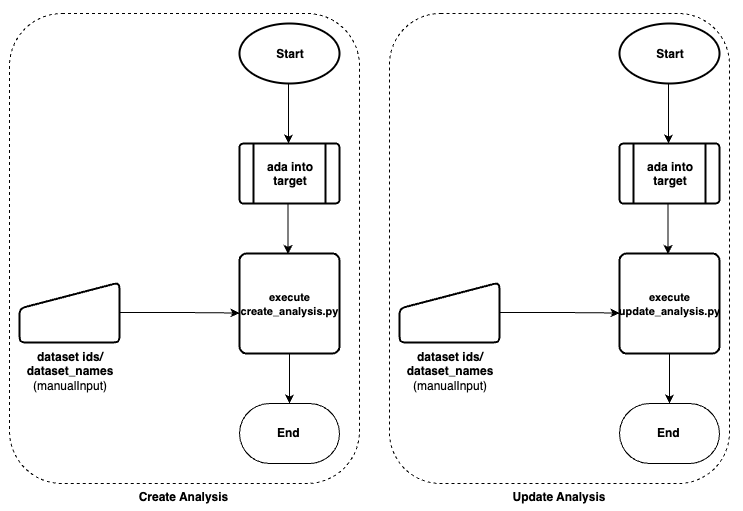 Start
ada into
target
execute
create_analysis.py
dataset ids/
dataset_names
(manualInput)
End
Create Analysis
Start
ada into
target
execute
update_analysis.py
dataset ids/
dataset_names
(manualInput)
End
Update Analysis